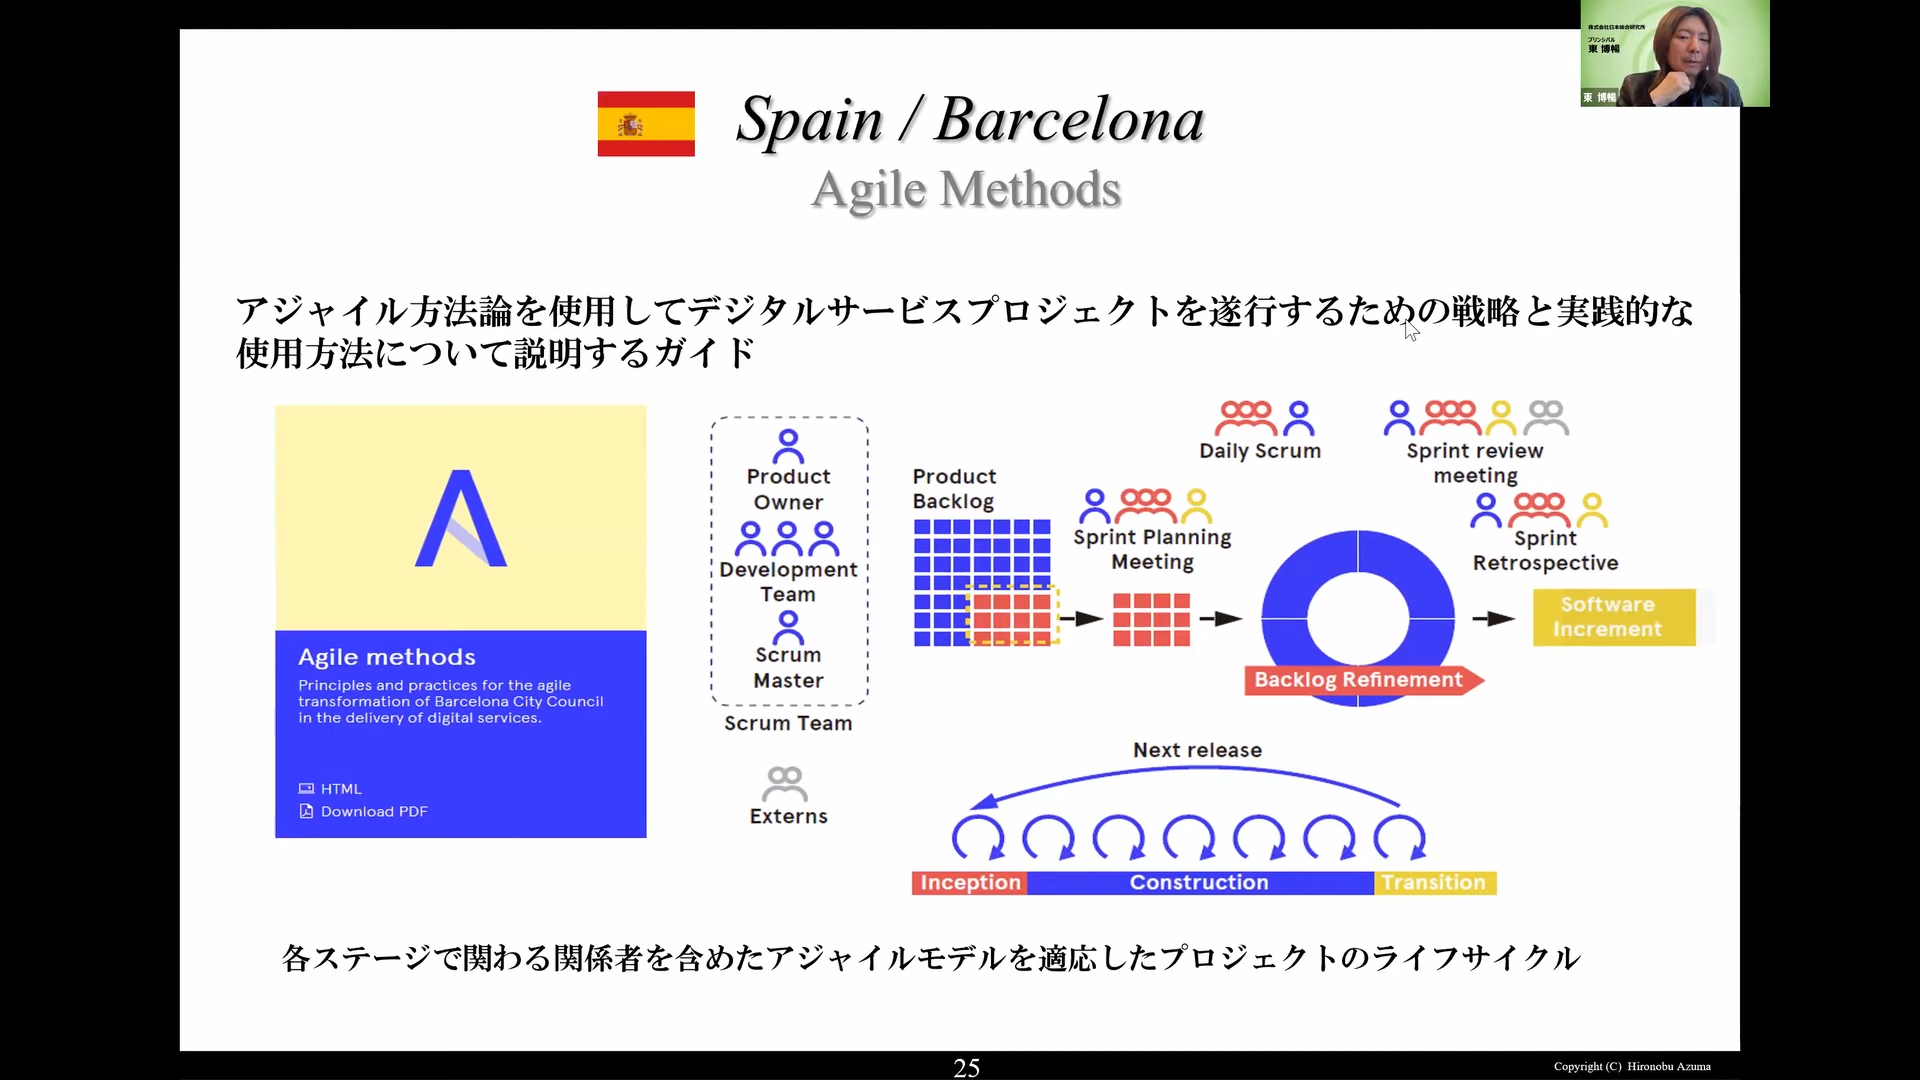 株式会社日本総合研究所
プリンシパル
東 博暢
東 博暢
Spain / Barcelona
Agile Methods
アジャイル方法論を使用してデジタルサービスプロジェクトを遂行するための戦略と実践的な
使用方法について説明するガイド
Agile methods
Principles and practices for the agile
transformation of Barcelona City Council
in the delivery of digital services.
HTML
Download PDF
Product
Owner
Development
Team
Scrum
Master
Scrum Team
Externs
Product
Backlog
Sprint Planning
Meeting
Daily Scrum
Sprint review
meeting
Sprint
Retrospective
Backlog Refinement
Software
Increment
Next release
Inception
Construction
Transition
各ステージで関わる関係者を含めたアジャイルモデルを適応したプロジェクトのライフサイクル
25
Copyright (C) Hironobu Azuma